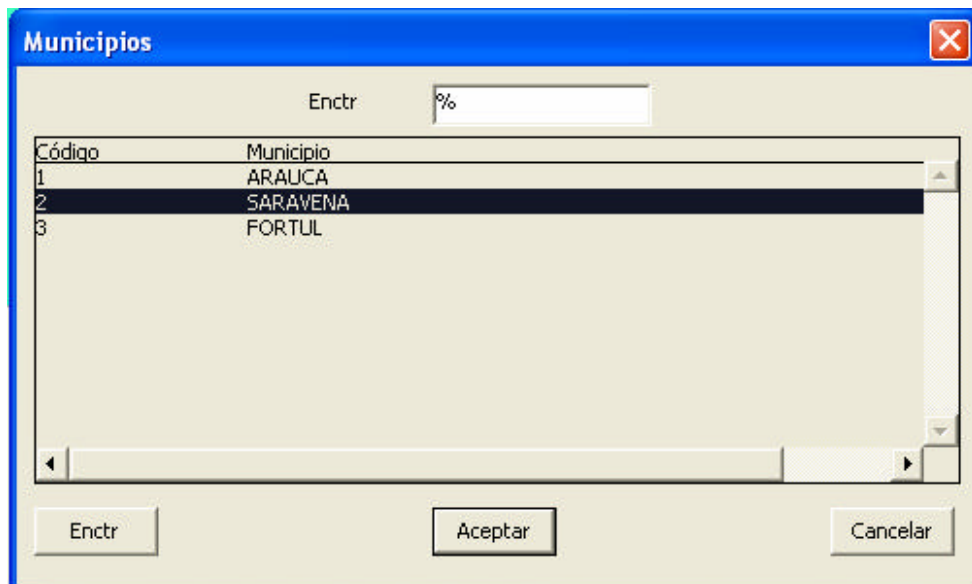 Municipios
Enctr %
Código Municipio
1 ARAUCA
2 SARAVENA
3 FORTUL
Enctr Aceptar Cancelar